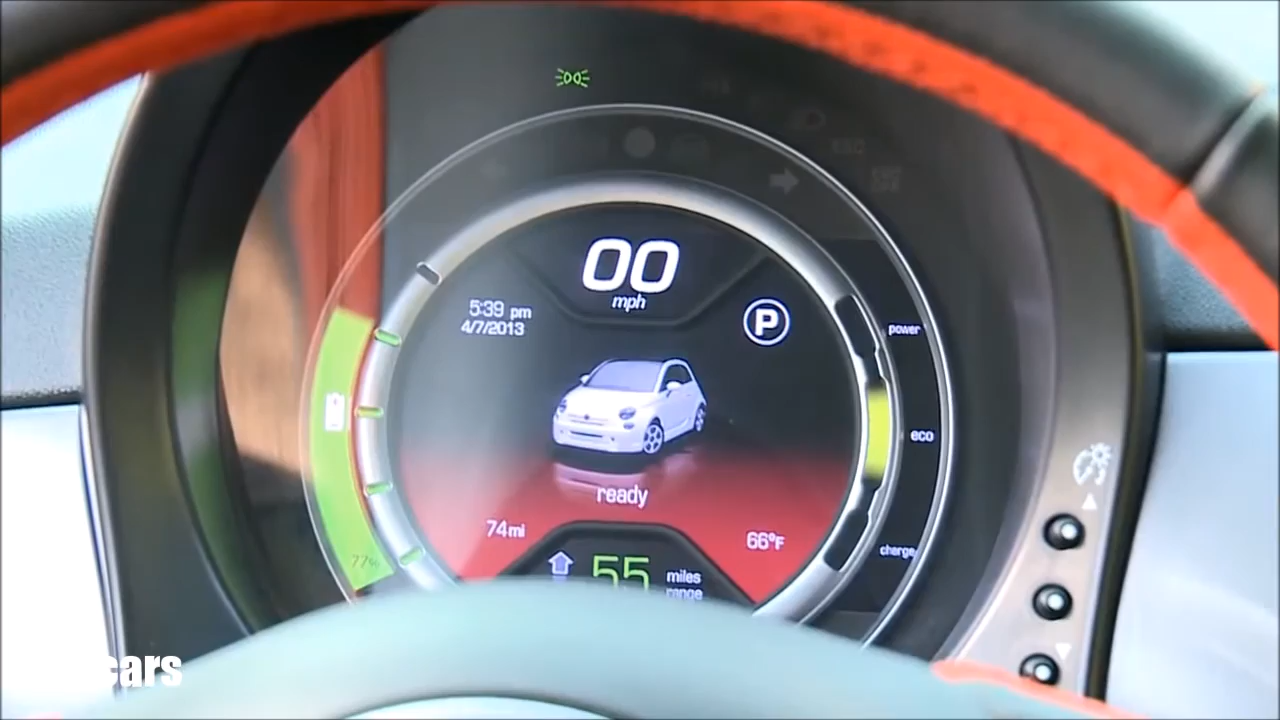 00
mph
5:39 pm
4/7/2013
P
power
eco
ready
74mi
66°F
charge
77%
55 miles
range
cars